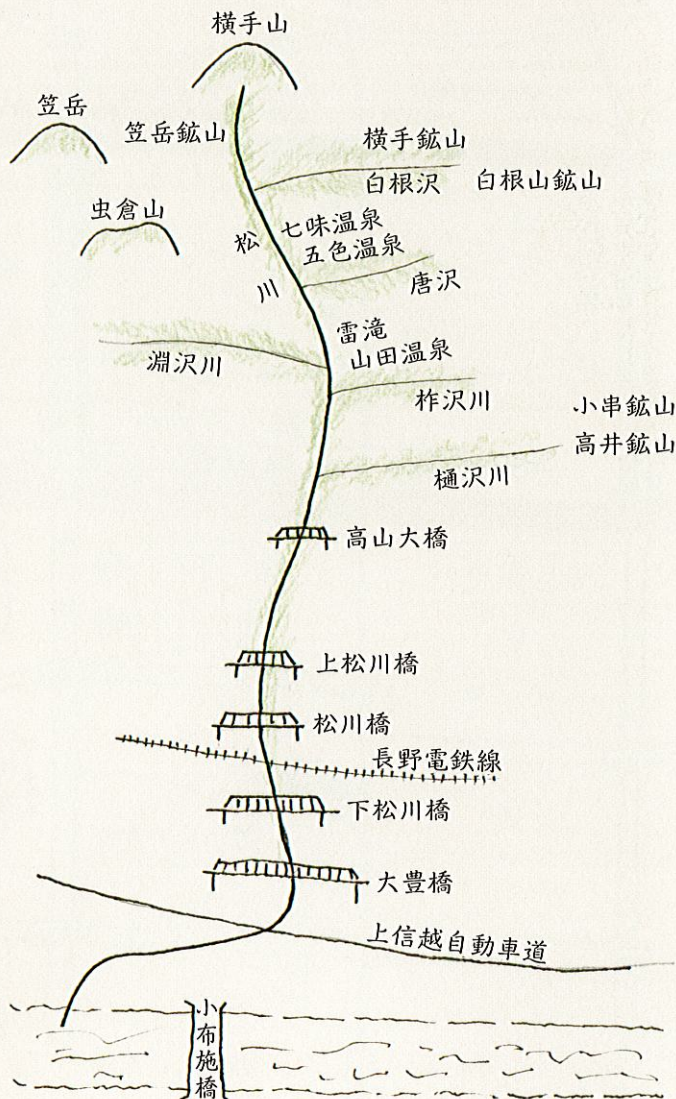 横手山
笠岳
笠岳鉱山
横手鉱山
白根沢
白根山鉱山
虫倉山
松川
七味温泉
五色温泉
唐沢
雷滝
山田温泉
淵沢川
柞沢川
小串鉱山
高井鉱山
樋沢川
高山大橋
上松川橋
松川橋
長野電鉄線
下松川橋
大豊橋
上信越自動車道
小布施橋